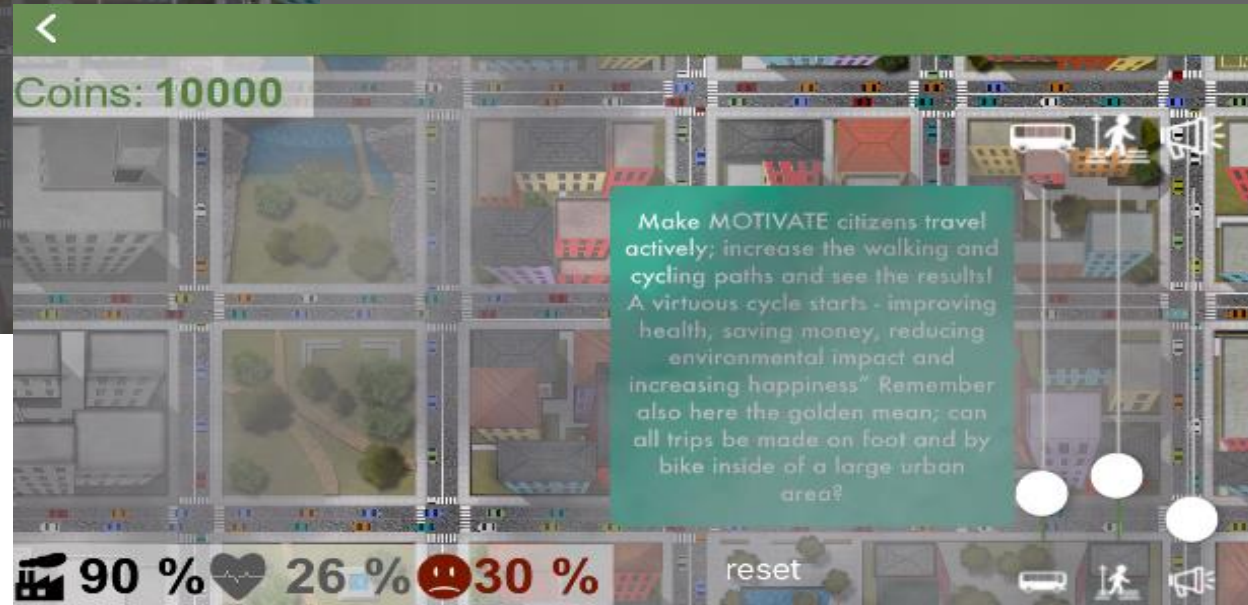 Coins: 10000
Make MOTIVATE citizens travel
actively; increase the walking and
cycling paths and see the results!
A virtuous cycle starts - improving
health, saving money, reducing
environmental impact and
increasing happiness" Remember
also here the golden mean; can
all trips be made on foot and by
bike inside of a large urban
area?
90 % 26 % 30 %
reset